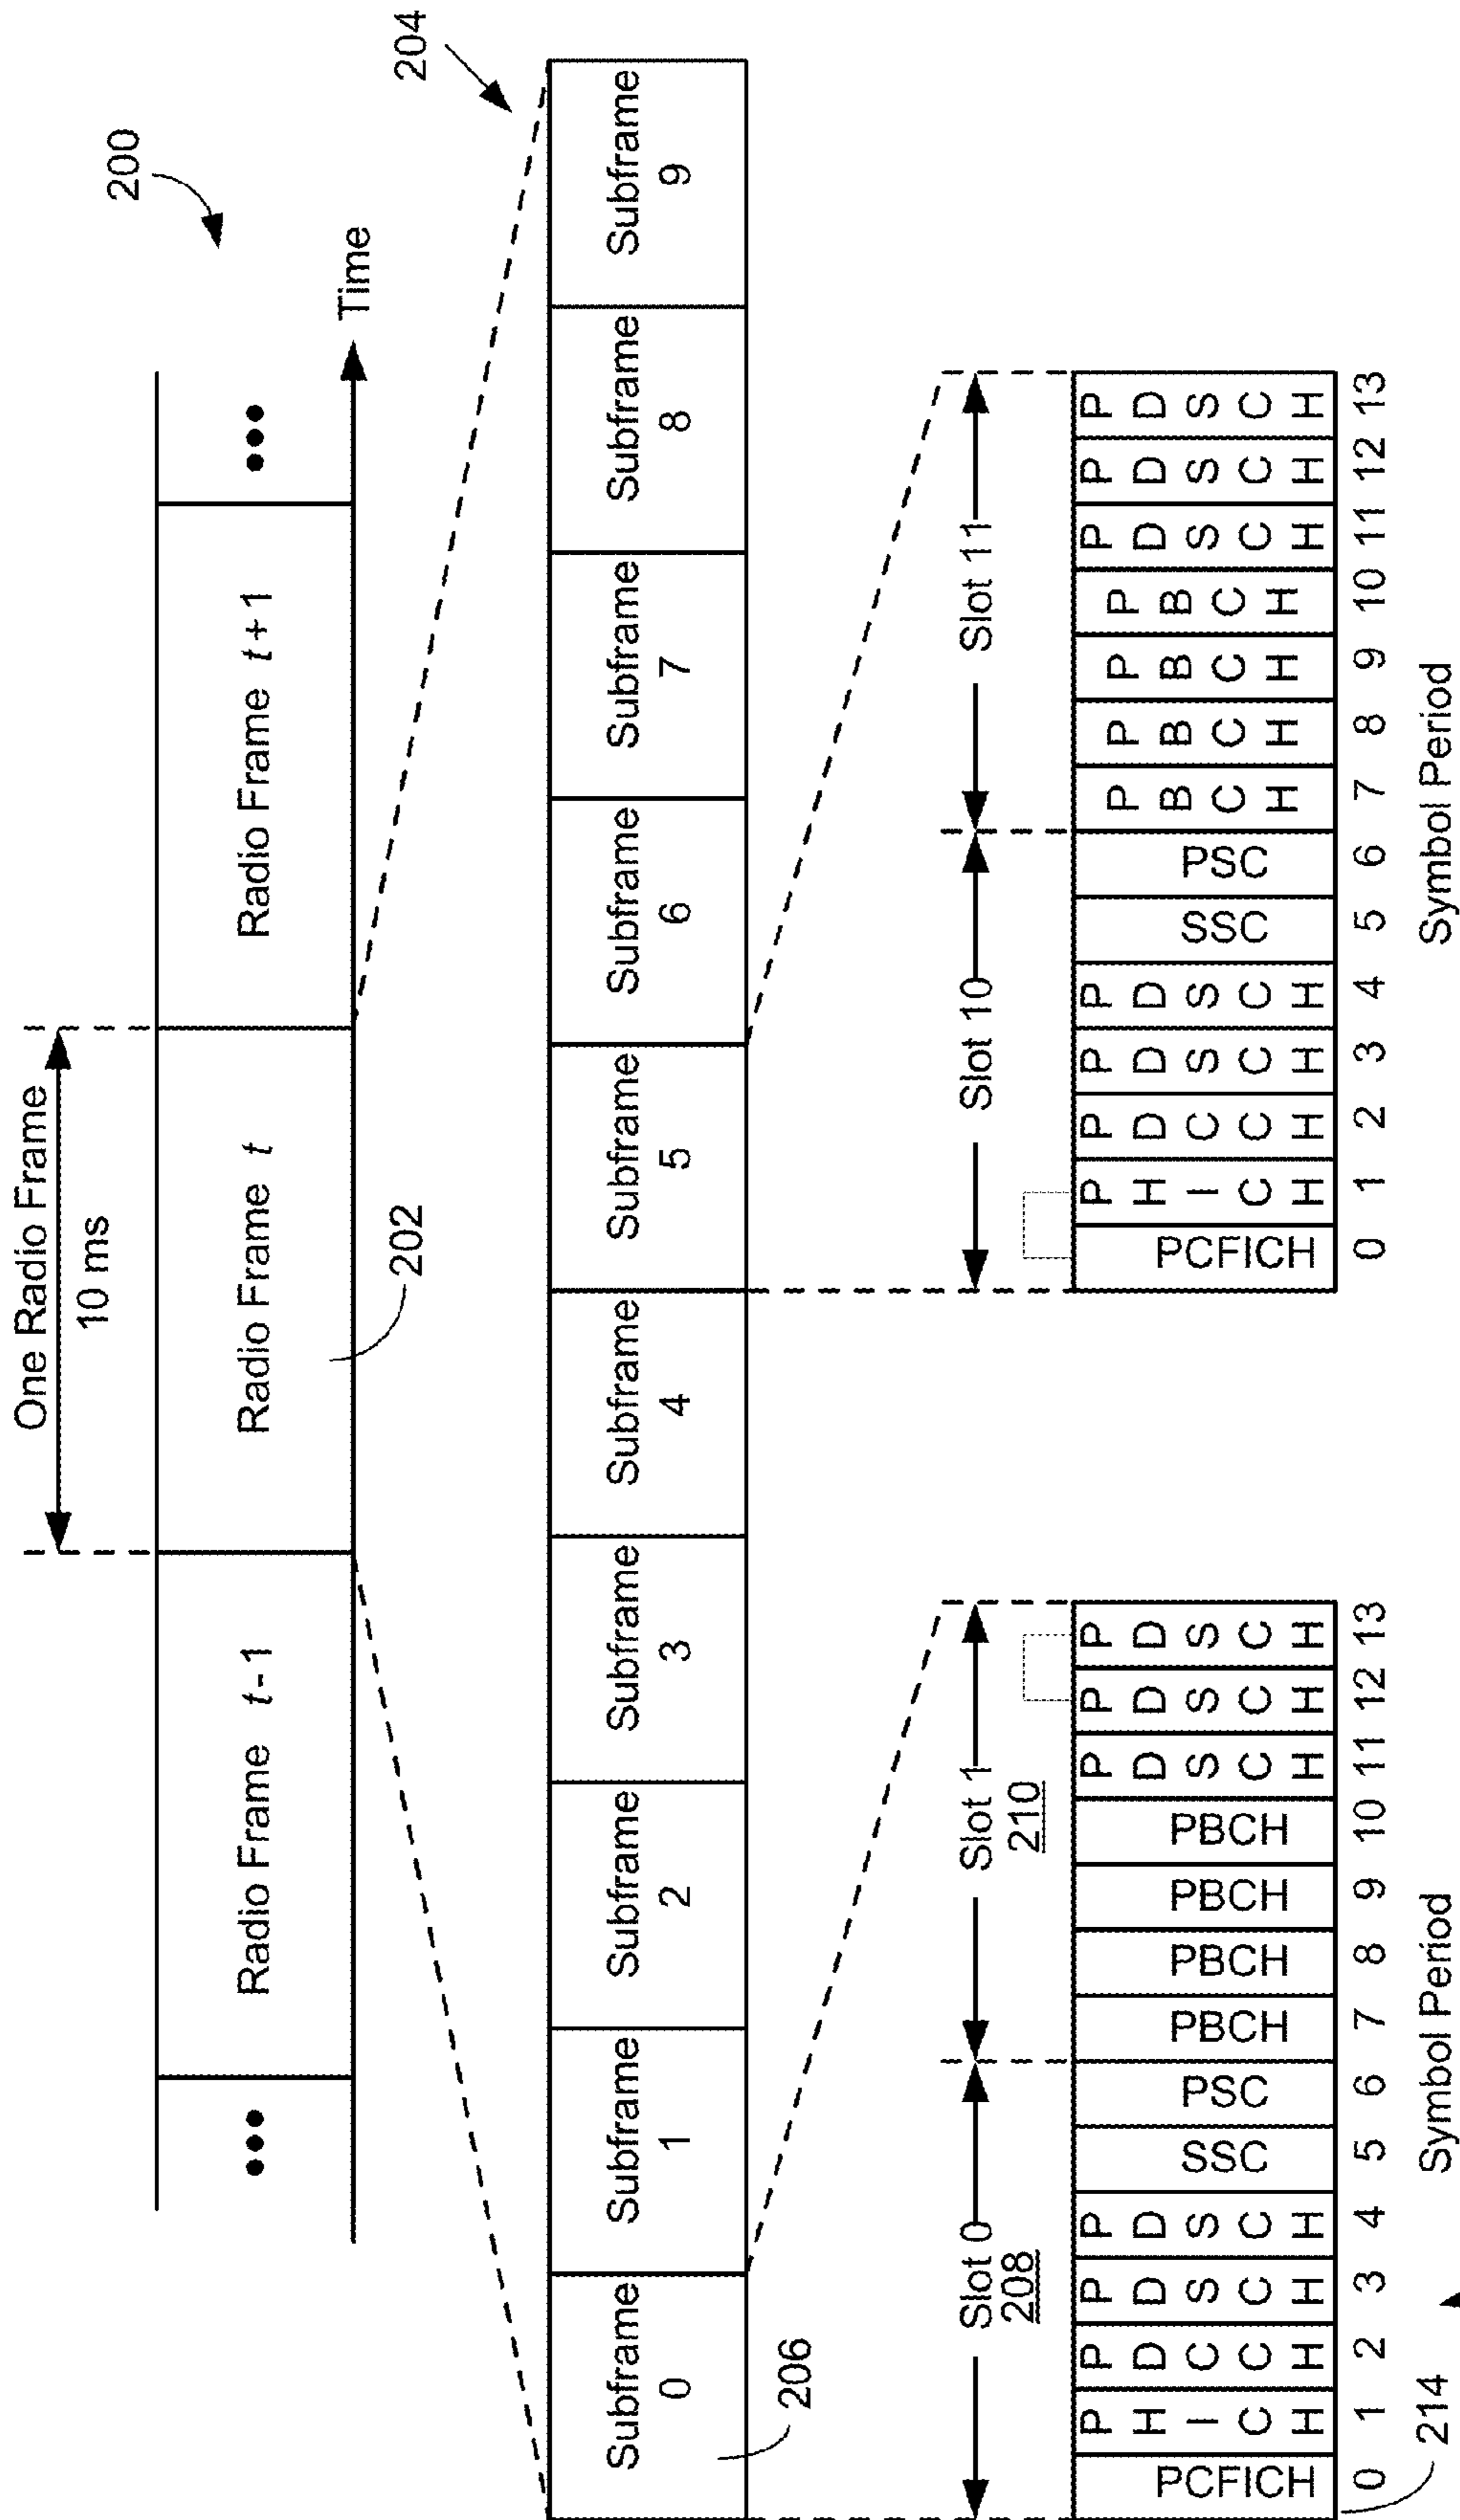 200
One Radio Frame
10 ms
••• Radio Frame t-1 Radio Frame t Radio Frame t+1 •••
Time
202
204
Subframe 0 Subframe 1 Subframe 2 Subframe 3 Subframe 4 Subframe 5 Subframe 6 Subframe 7 Subframe 8 Subframe 9
206
Slot 0 Slot 1 Slot 10 Slot 11
208 210
PCFICH PHICH PDCCH PDSCH PDSCH SSC PSC PBCH PBCH PBCH PBCH PDSCH PDSCH PDSCH
0 1 2 3 4 5 6 7 8 9 10 11 12 13
Symbol Period
214
PCFICH PHICH PDCCH PDSCH PDSCH SSC PSC PBCH PBCH PBCH PBCH PDSCH PDSCH PDSCH
0 1 2 3 4 5 6 7 8 9 10 11 12 13
Symbol Period